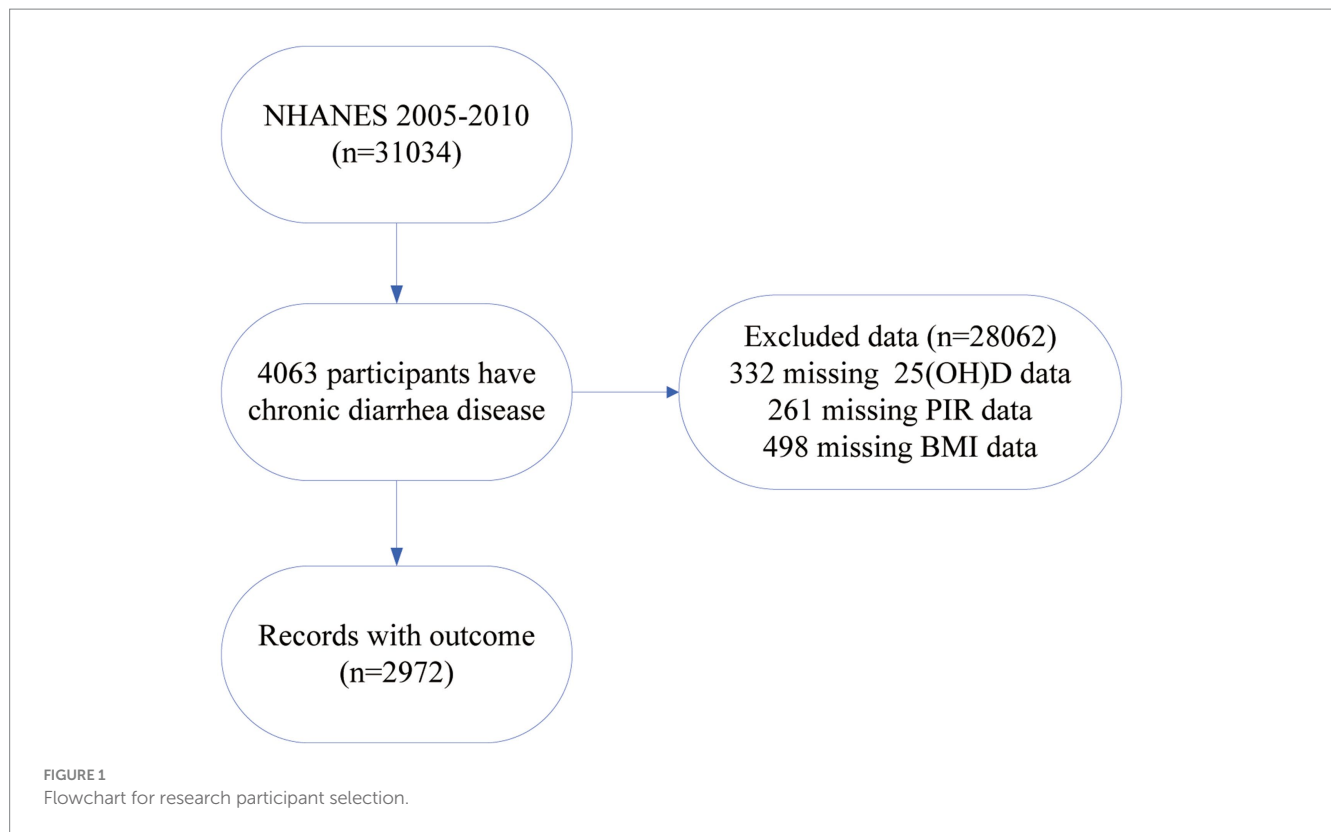 NHANES 2005-2010
(n=31034)
4063 participants have
chronic diarrhea disease
Excluded data (n=28062)
332 missing 25(OH)D data
261 missing PIR data
498 missing BMI data
Records with outcome
(n=2972)
FIGURE 1
Flowchart for research participant selection.